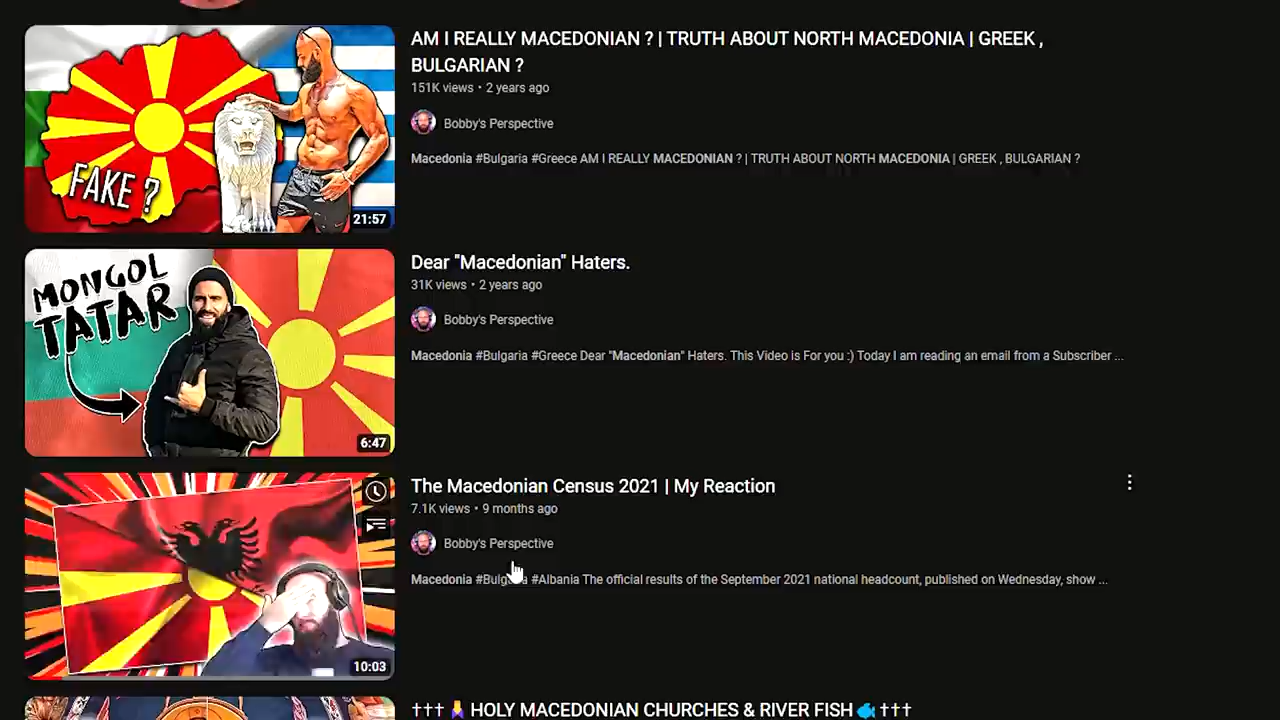 AM I REALLY MACEDONIAN ? | TRUTH ABOUT NORTH MACEDONIA | GREEK ,
BULGARIAN ?
151K views • 2 years ago
Bobby's Perspective
Macedonia #Bulgaria #Greece AM I REALLY MACEDONIAN ? | TRUTH ABOUT NORTH MACEDONIA | GREEK , BULGARIAN ?
FAKE ?
21:57
Dear "Macedonian" Haters.
31K views • 2 years ago
Bobby's Perspective
Macedonia #Bulgaria #Greece Dear "Macedonian" Haters. This Video is For you :) Today I am reading an email from a Subscriber ...
MONGOL
TATAR
6:47
The Macedonian Census 2021 | My Reaction
7.1K views • 9 months ago
Bobby's Perspective
Macedonia #Bulgaria #Albania The official results of the September 2021 national headcount, published on Wednesday, show ...
10:03
††† HOLY MACEDONIAN CHURCHES & RIVER FISH †††